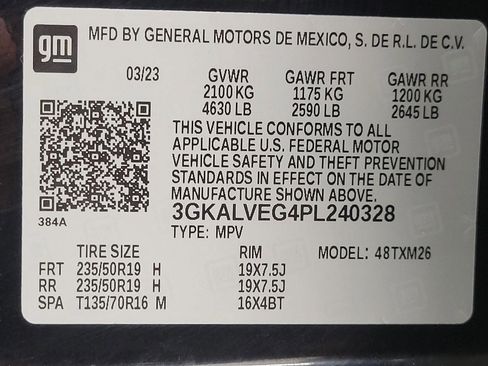 gm MFD BY GENERAL MOTORS DE MEXICO, S. DE R.L. DE C.V.
03/23 GVWR GAWR FRT GAWR RR
2100 KG 1175 KG 1200 KG
4630 LB 2590 LB 2645 LB
THIS VEHICLE CONFORMS TO ALL
APPLICABLE U.S. FEDERAL MOTOR
VEHICLE SAFETY AND THEFT PREVENTION
STANDARDS IN EFFECT ON THE DATE OF
MANUFACTURE SHOWN ABOVE.
384A
3GKALVEG4PL240328
TYPE: MPV
TIRE SIZE RIM MODEL: 48TXM26
FRT 235/50R19 H 19X7.5J
RR 235/50R19 H 19X7.5J
SPA T135/70R16 M 16X4BT